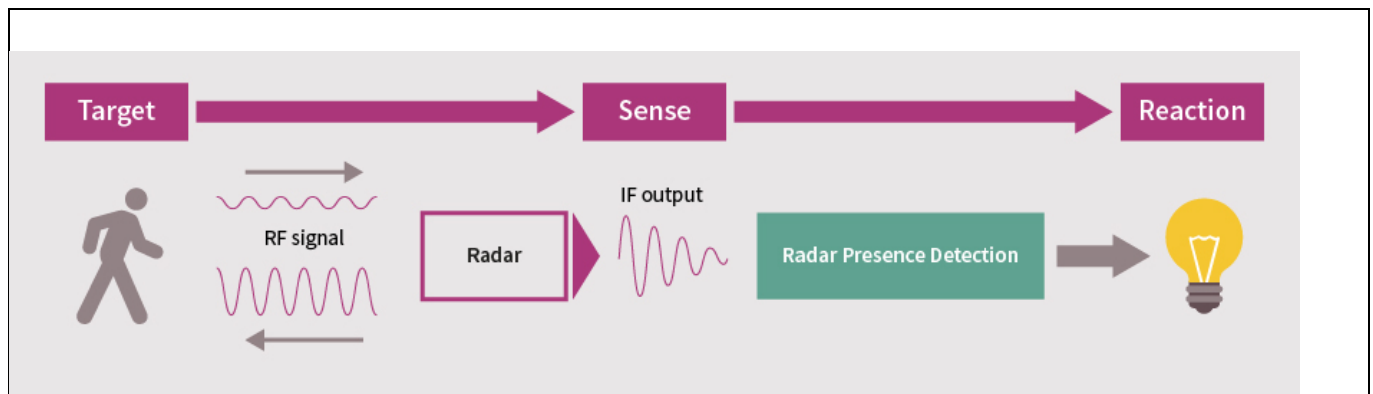 Target
Sense
Reaction
RF signal
Radar
IF output
Radar Presence Detection